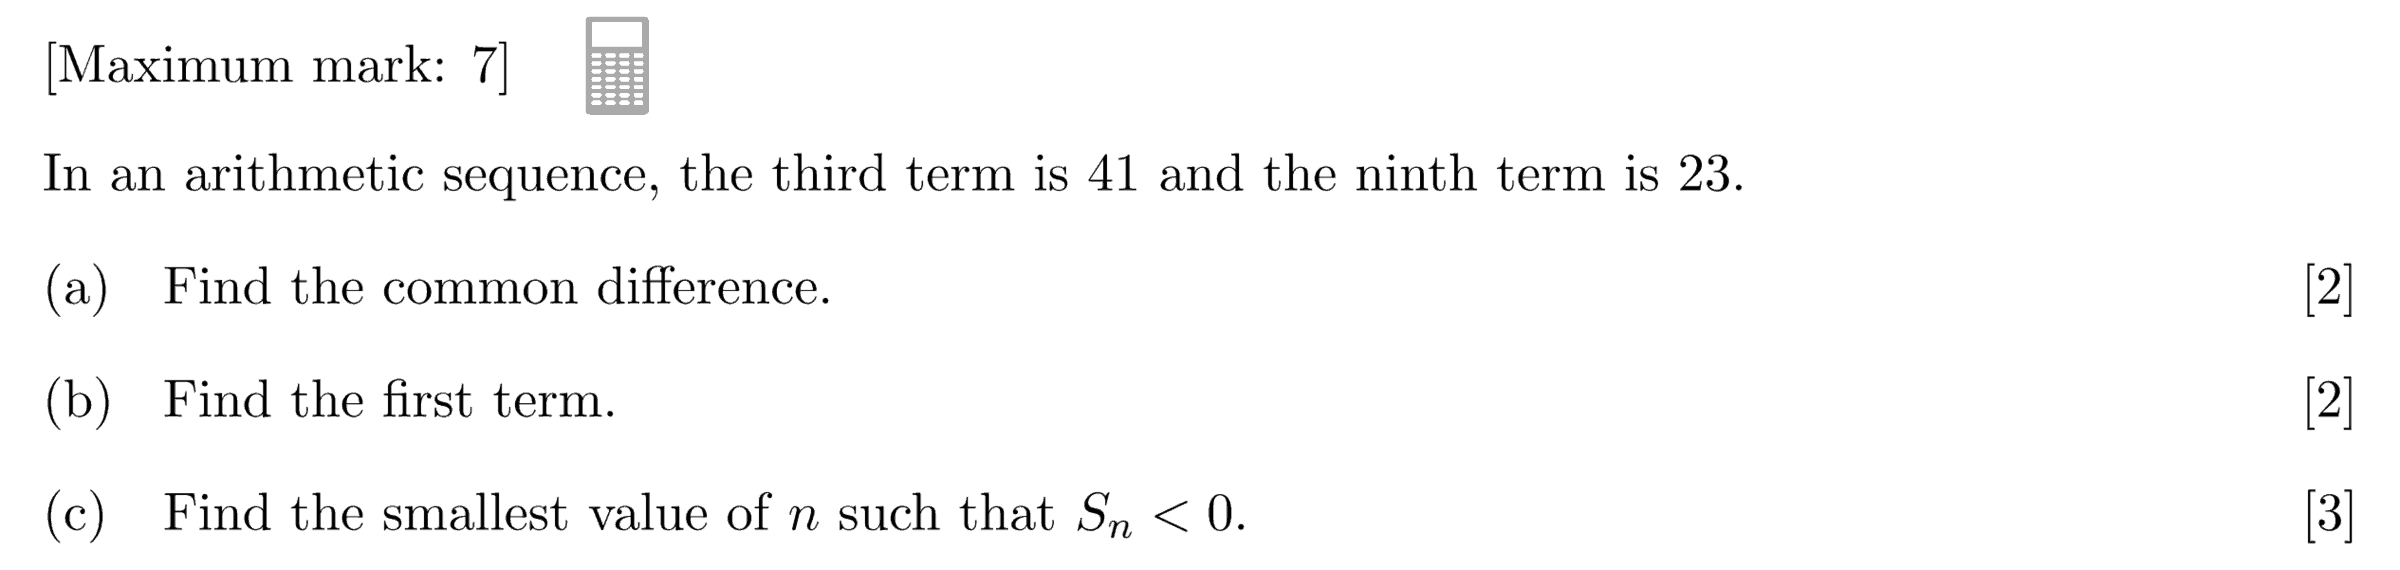 [Maximum mark: 7]
In an arithmetic sequence, the third term is 41 and the ninth term is 23.
(a) Find the common difference. [2]
(b) Find the first term. [2]
(c) Find the smallest value of n such that Sₙ < 0. [3]